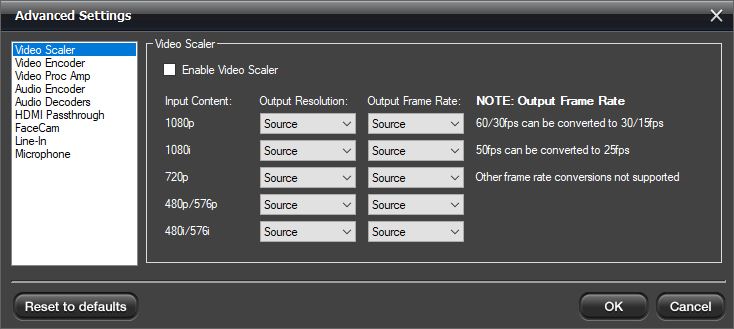 Advanced Settings
Video Scaler
Video Encoder
Video Proc Amp
Audio Encoder
Audio Decoders
HDMI Passthrough
FaceCam
Line-In
Microphone
Video Scaler
Enable Video Scaler
Input Content: Output Resolution: Output Frame Rate: NOTE: Output Frame Rate
1080p Source Source 60/30fps can be converted to 30/15fps
1080i Source Source 50fps can be converted to 25fps
720p Source Source Other frame rate conversions not supported
480p/576p Source Source
480i/576i Source Source
Reset to defaults OK Cancel